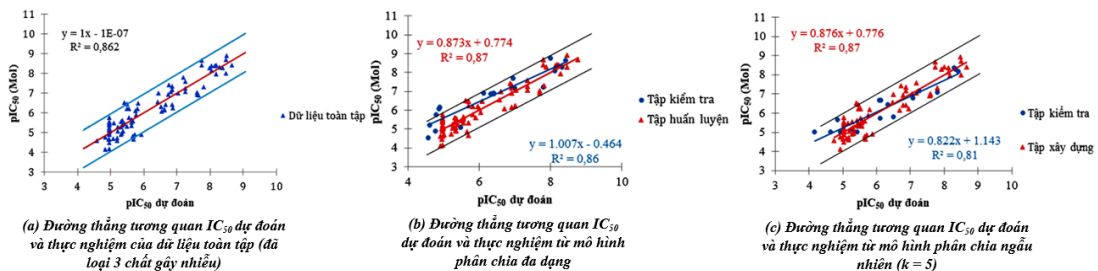 y = 1x - 1E-07
R² = 0,862
pIC50 (Mol)
10
9
8
7
6
5
4
3
3 4 5 6 7 8 9 10
pIC50 dự đoán
Dữ liệu toàn tập
(a) Đường thẳng tương quan IC50 dự đoán
và thực nghiệm của dữ liệu toàn tập (đã
loại 3 chất gây nhiễu)
y = 0.873x + 0.774
R² = 0,87
pIC50 (Mol)
11
10
9
8
7
6
5
4
3
4 6 8 10
pIC50 dự đoán
Tập kiểm tra
Tập huấn luyện
y = 1.007x - 0.464
R² = 0,86
(b) Đường thẳng tương quan IC50
dự đoán và thực nghiệm từ mô hình
phân chia đa dạng
y = 0.876x + 0.776
R² = 0,87
pIC50 (Mol)
11
10
9
8
7
6
5
4
3
3 4 5 6 7 8 9 10
pIC50 dự đoán
Tập kiểm tra
Tập xây dựng
y = 0.822x + 1.143
R² = 0,81
(c) Đường thẳng tương quan IC50 dự đoán
và thực nghiệm từ mô hình phân chia ngẫu
nhiên (k = 5)